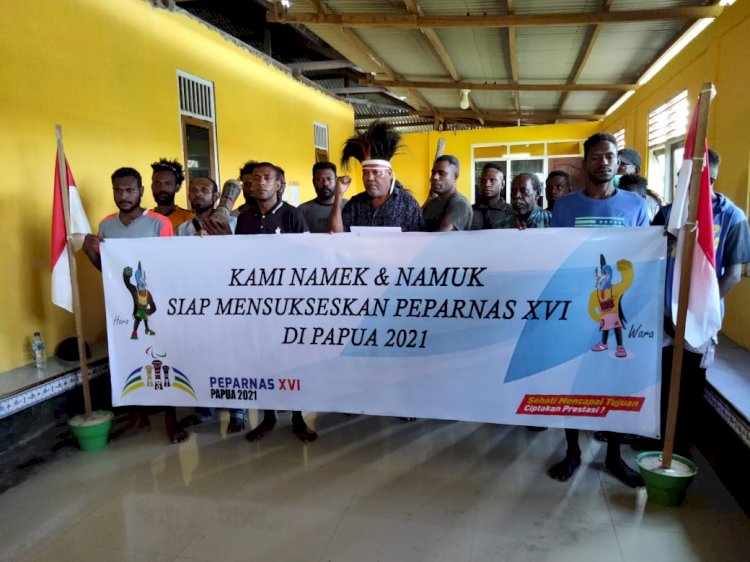 KAMI NAMEK & NAMUK
SIAP MENSUKSESKAN PEPARNAS XVI
DI PAPUA 2021
Hara
Wara
PEPARNAS XVI
PAPUA 2021
Sehati Mencapai Tujuan
Ciptakan Prestasi !